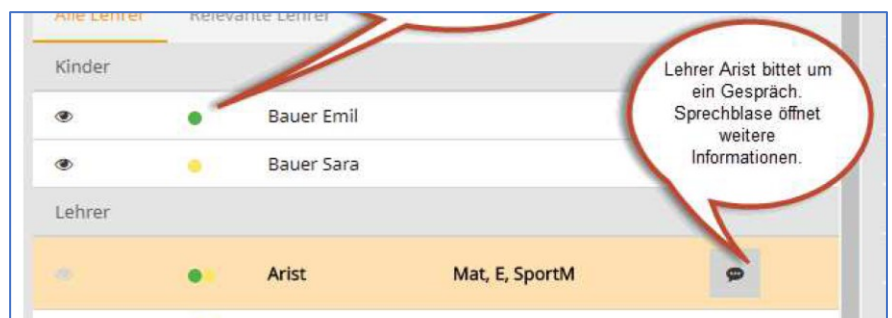 Alle Lehrer Relevante Lehrer
Kinder
Bauer Emil
Bauer Sara
Lehrer
Arist Mat, E, SportM
Lehrer Arist bittet um
ein Gespräch.
Sprechblase öffnet
weitere
Informationen.